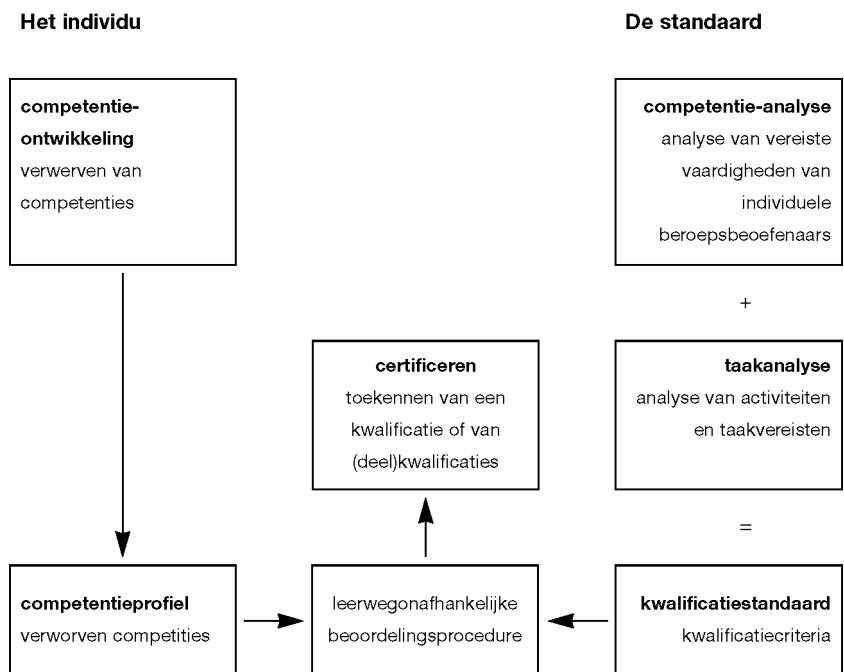 Het individu
De standaard
competentie-
ontwikkeling
verwerven van
competenties
competentie-analyse
analyse van vereiste
vaardigheden van
individuele
beroepsbeoefenaars
+
certificeren
toekennen van een
kwalificatie of van
(deel)kwalificaties
taakanalyse
analyse van activiteiten
en taakvereisten
=
competentieprofiel
verworven competities
leerwegonafhankelijke
beoordelingsprocedure
kwalificatiestandaard
kwalificatiecriteria